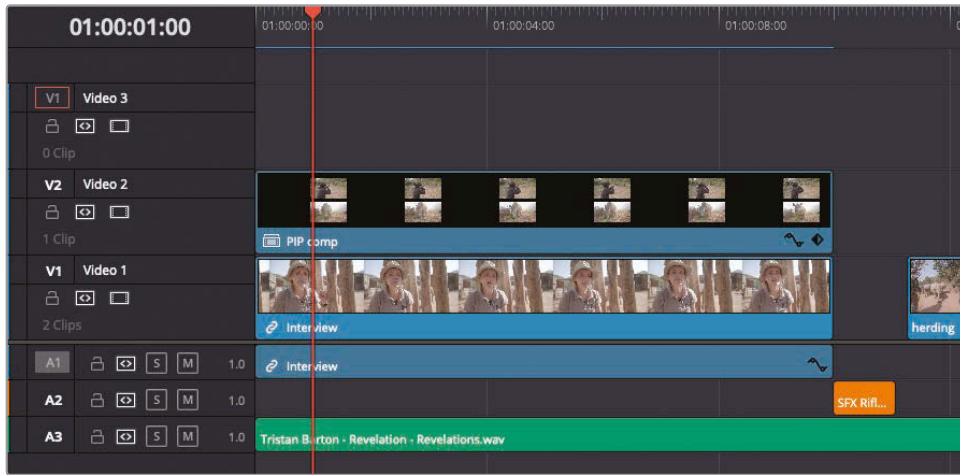 01:00:01:00
01:00:00:00 01:00:04:00 01:00:08:00
V1 Video 3
0 Clip
V2 Video 2
1 Clip
PIP comp
V1 Video 1
2 Clips
Interview
herding
A1 S M 1.0 Interview
A2 S M 1.0 SFX Rifl...
A3 S M 1.0 Tristan Barton - Revelation - Revelations.wav